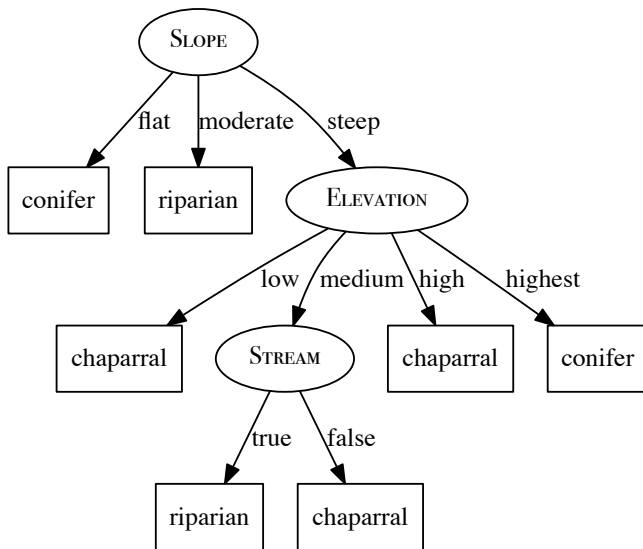 Slope
flat moderate steep
conifer riparian Elevation
low medium high highest
chaparral Stream chaparral conifer
true false
riparian chaparral